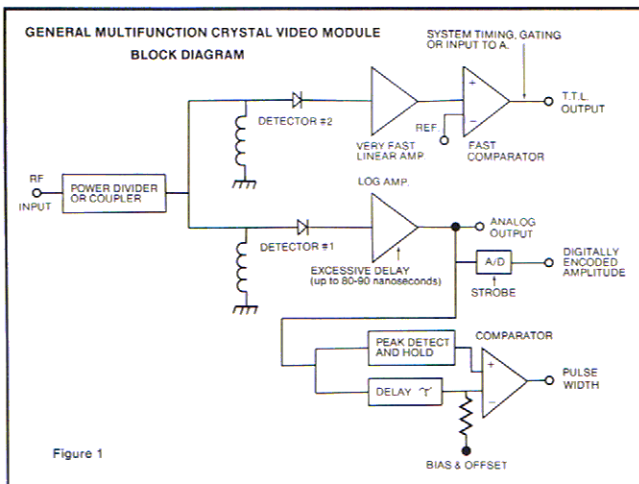 GENERAL MULTIFUNCTION CRYSTAL VIDEO MODULE
BLOCK DIAGRAM
SYSTEM TIMING, GATING
OR INPUT TO A.
DETECTOR #2
VERY FAST
LINEAR AMP.
REF.
+
−
FAST
COMPARATOR
T.T.L.
OUTPUT
RF
INPUT
POWER DIVIDER
OR COUPLER
LOG AMP.
DETECTOR #1
EXCESSIVE DELAY
(up to 80-90 nanoseconds)
ANALOG
OUTPUT
A/D
STROBE
DIGITALLY
ENCODED
AMPLITUDE
PEAK DETECT
AND HOLD
DELAY "T"
COMPARATOR
+
−
PULSE
WIDTH
BIAS & OFFSET
Figure 1